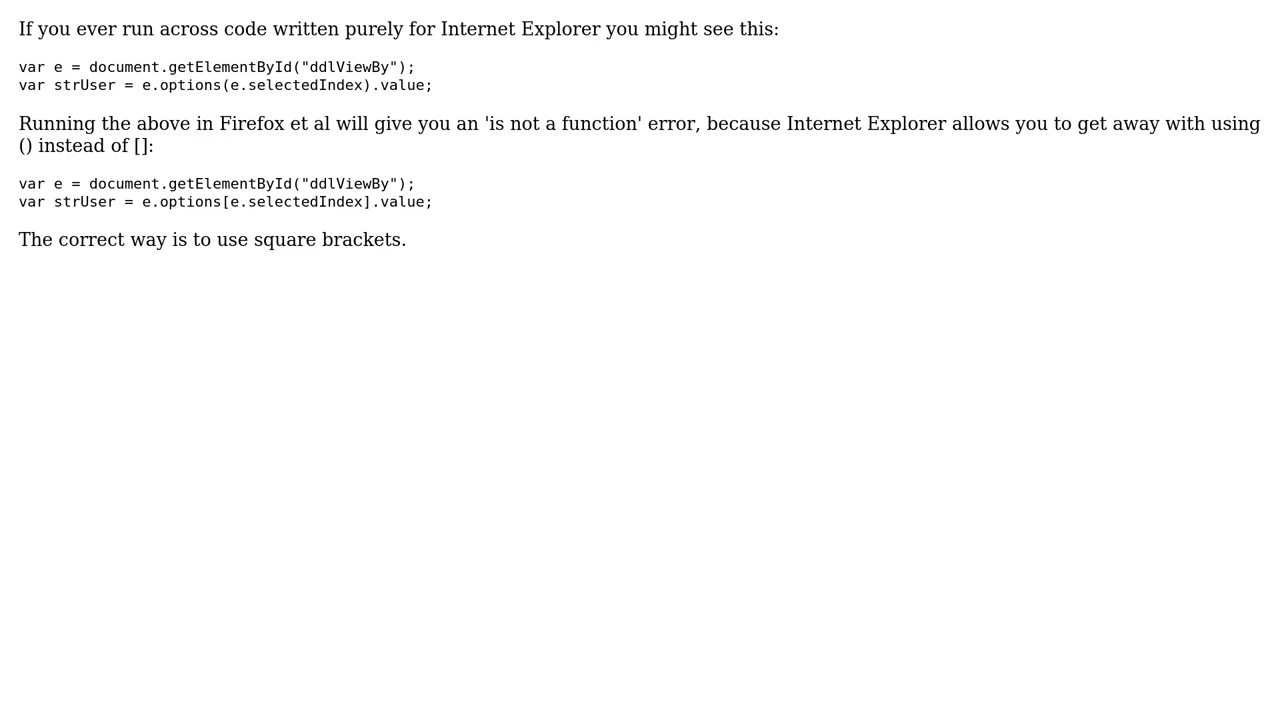 If you ever run across code written purely for Internet Explorer you might see this:
var e = document.getElementById("ddlViewBy");
var strUser = e.options(e.selectedIndex).value;
Running the above in Firefox et al will give you an 'is not a function' error, because Internet Explorer allows you to get away with using
() instead of []:
var e = document.getElementById("ddlViewBy");
var strUser = e.options[e.selectedIndex].value;
The correct way is to use square brackets.